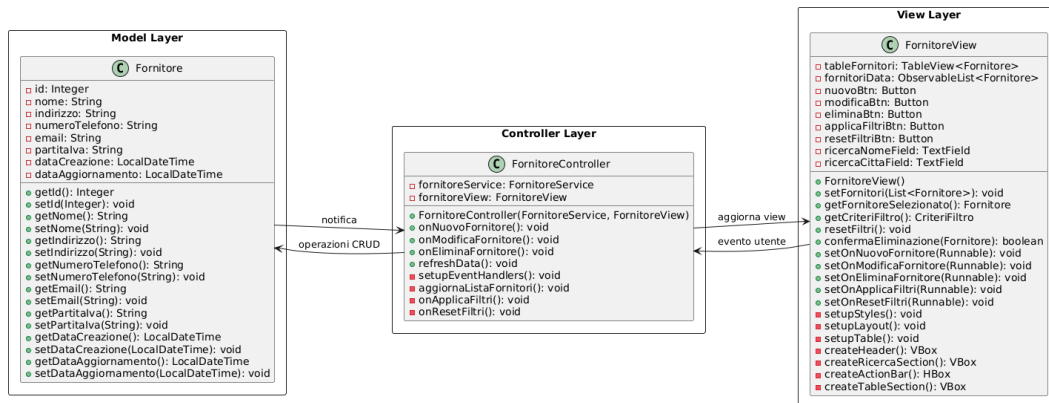 Model Layer
C Fornitore
id: Integer
nome: String
indirizzo: String
numeroTelefono: String
email: String
partitaIva: String
dataCreazione: LocalDateTime
dataAggiornamento: LocalDateTime
getId(): Integer
setId(Integer): void
getNome(): String
setNome(String): void
getIndirizzo(): String
setIndirizzo(String): void
getNumeroTelefono(): String
setNumeroTelefono(String): void
getEmail(): String
setEmail(String): void
getPartitaIva(): String
setPartitaIva(String): void
getDataCreazione(): LocalDateTime
setDataCreazione(LocalDateTime): void
getDataAggiornamento(): LocalDateTime
setDataAggiornamento(LocalDateTime): void
notifica
operazioni CRUD
Controller Layer
C FornitoreController
fornitoreService: FornitoreService
fornitoreView: FornitoreView
FornitoreController(FornitoreService, FornitoreView)
onNuovoFornitore(): void
onModificaFornitore(): void
onEliminaFornitore(): void
refreshData(): void
setupEventHandlers(): void
aggiornaListaFornitori(): void
onApplicaFiltri(): void
onResetFiltri(): void
aggiorna view
evento utente
View Layer
C FornitoreView
tableFornitori: TableView<Fornitore>
fornitoriData: ObservableList<Fornitore>
nuovoBtn: Button
modificaBtn: Button
eliminaBtn: Button
applicaFiltriBtn: Button
resetFiltriBtn: Button
ricercaNomeField: TextField
ricercaCittaField: TextField
FornitoreView()
setFornitori(List<Fornitore>): void
getFornitoreSelezionato(): Fornitore
getCriteriFiltro(): CriteriFiltro
resetFiltri(): void
confermaEliminazione(Fornitore): boolean
setOnNuovoFornitore(Runnable): void
setOnModificaFornitore(Runnable): void
setOnEliminaFornitore(Runnable): void
setOnApplicaFiltri(Runnable): void
setOnResetFiltri(Runnable): void
setupStyles(): void
setupLayout(): void
setupTable(): void
createHeader(): VBox
createRicercaSection(): VBox
createActionBar(): HBox
createTableSection(): VBox